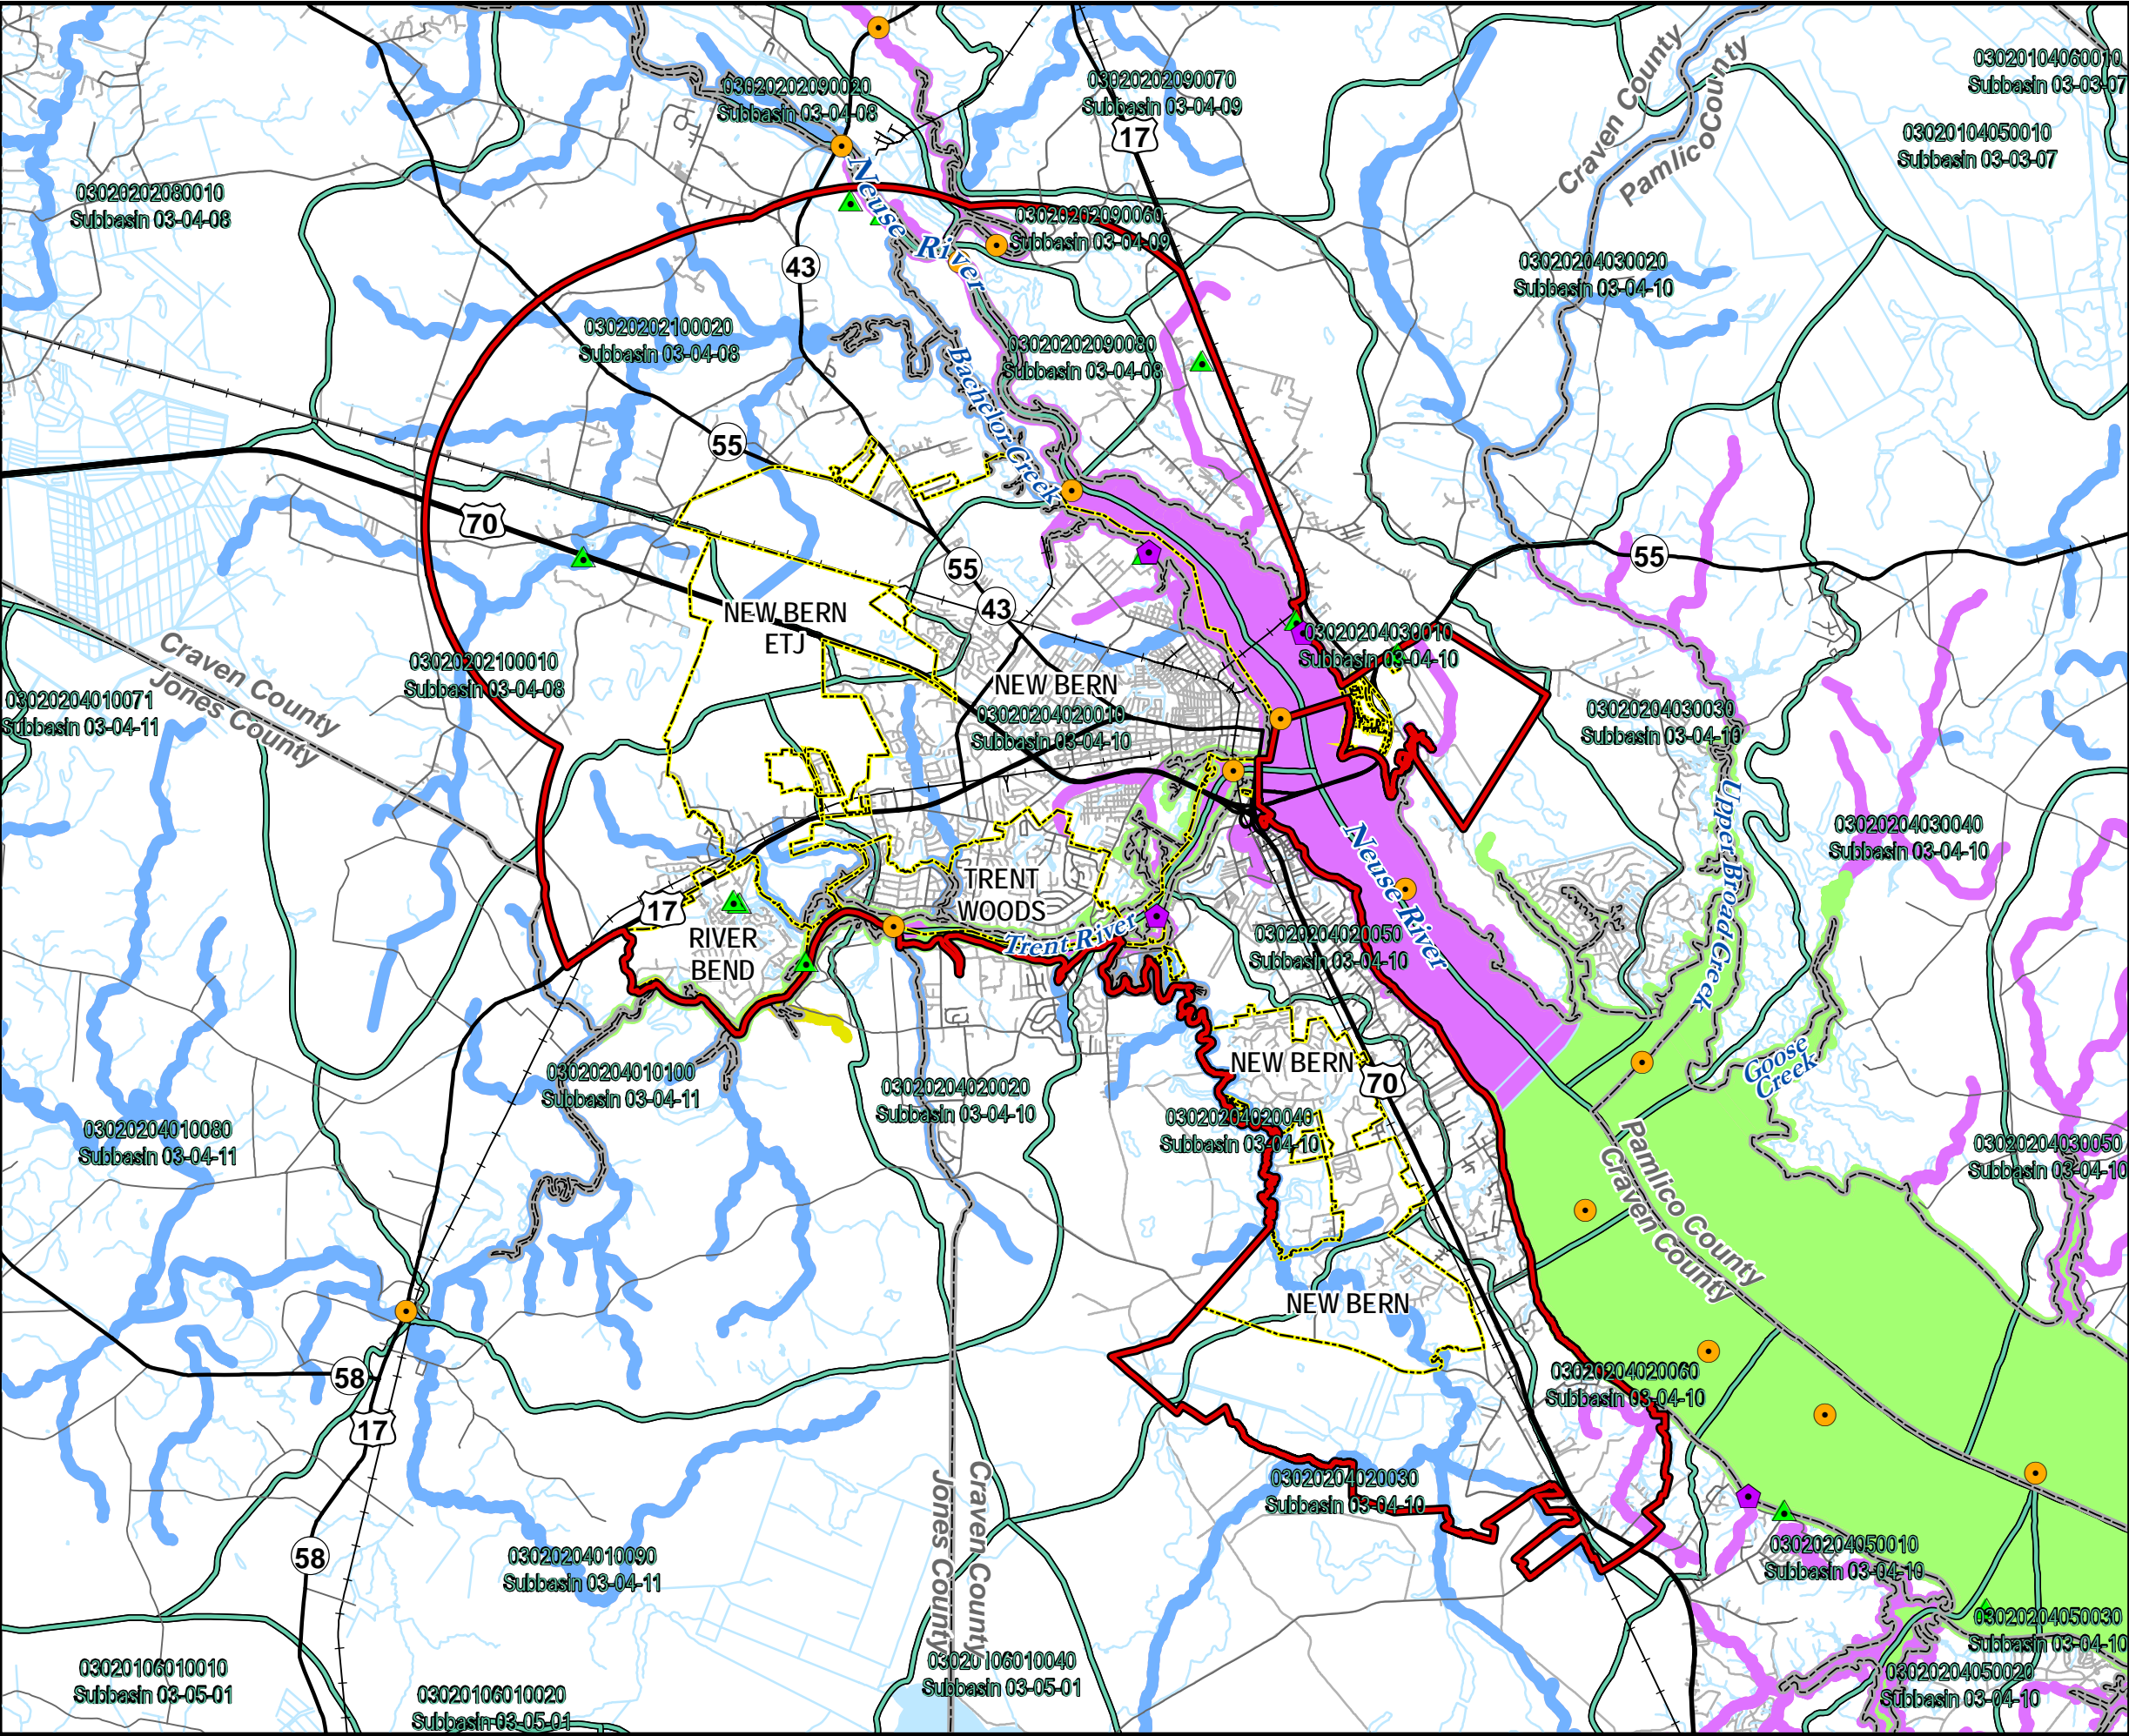 03020202090020
Subbasin 03-04-08
03020202090070
Subbasin 03-04-09
17
Craven County
Pamlico County
03020104060010
Subbasin 03-03-07
03020104050010
Subbasin 03-03-07
03020202080010
Subbasin 03-04-08
Neuse River
03020202090060
Subbasin 03-04-09
43
03020204030020
Subbasin 03-04-10
03020202100020
Subbasin 03-04-08
03020202090080
Subbasin 03-04-08
Bachelor Creek
55
70
55
43
55
NEW BERN
ETJ
Craven County
Jones County
03020202100010
Subbasin 03-04-08
03020204010071
Subbasin 03-04-11
NEW BERN
03020204020010
Subbasin 03-04-10
03020204030010
Subbasin 03-04-10
03020204030030
Subbasin 03-04-10
Upper Broad Creek
03020204030040
Subbasin 03-04-10
Neuse River
TRENT
WOODS
17
RIVER
BEND
Trent River
03020204020050
Subbasin 03-04-10
Goose
Creek
NEW BERN
70
03020204010100
Subbasin 03-04-11
03020204020020
Subbasin 03-04-10
03020204020040
Subbasin 03-04-10
03020204010080
Subbasin 03-04-11
Pamlico County
Craven County
03020204030050
Subbasin 03-04-10
NEW BERN
58
17
03020204020060
Subbasin 03-04-10
03020204020030
Subbasin 03-04-10
Craven County
Jones County
58
03020204010090
Subbasin 03-04-11
03020204050010
Subbasin 03-04-10
03020204050030
Subbasin 03-04-10
03020204050020
Subbasin 03-04-10
03020106010010
Subbasin 03-05-01
03020106010020
Subbasin 03-05-01
03020106010040
Subbasin 03-05-01